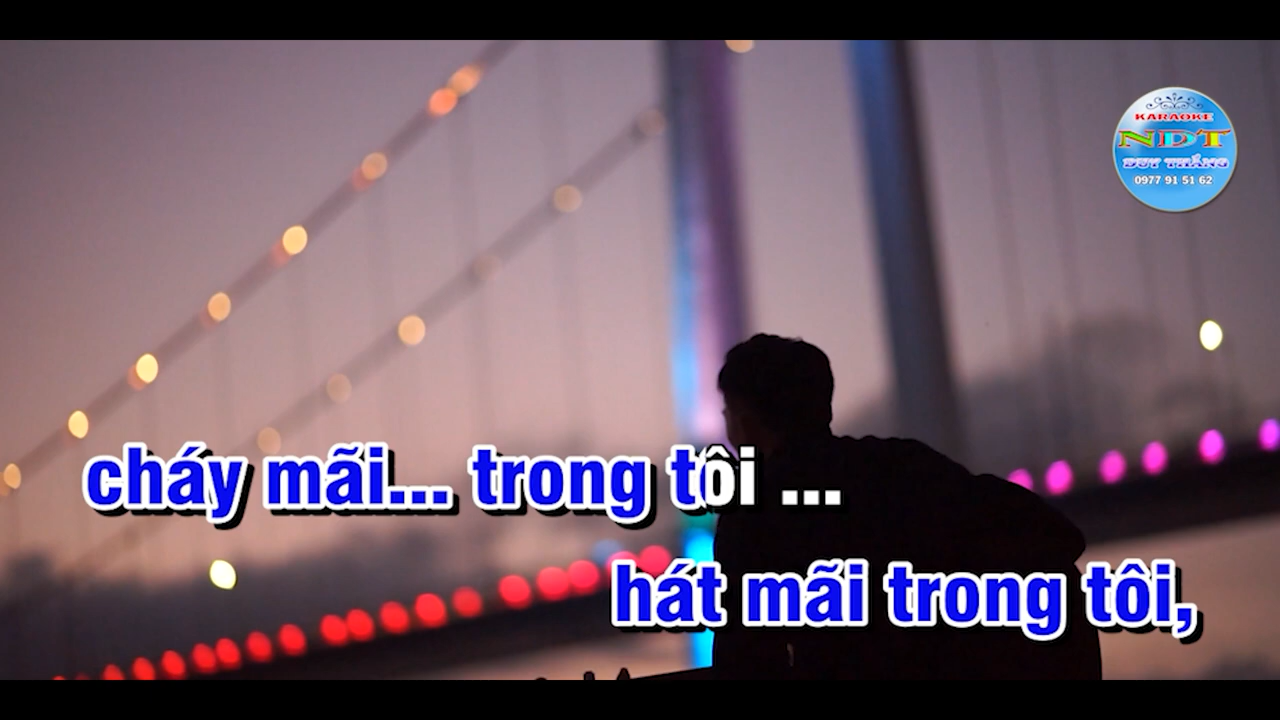 KARAOKE
NDT
DUY THẮNG
0977 91 51 62
cháy mãi... trong tôi ...
hát mãi trong tôi,